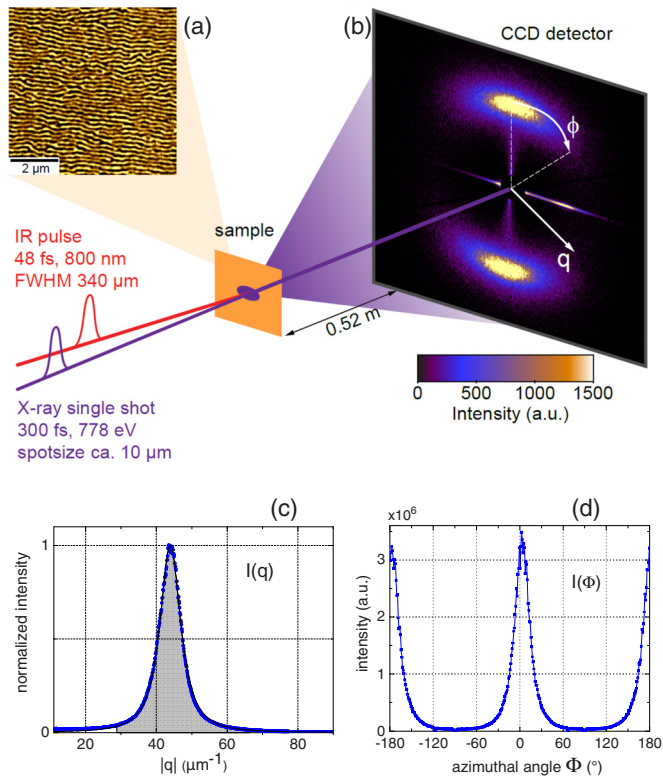 (a)
(b)
CCD detector
2 μm
ϕ
sample
IR pulse
48 fs, 800 nm
FWHM 340 μm
q
0.52 m
0 500 1000 1500
Intensity (a.u.)
X-ray single shot
300 fs, 778 eV
spotsize ca. 10 μm
(c)
1
I(q)
normalized intensity
0
20 40 60 80
|q| (μm⁻¹)
(d)
x10⁶
3
I(Φ)
2
intensity (a.u.)
1
0
-180 -120 -60 0 60 120 180
azimuthal angle Φ (°)